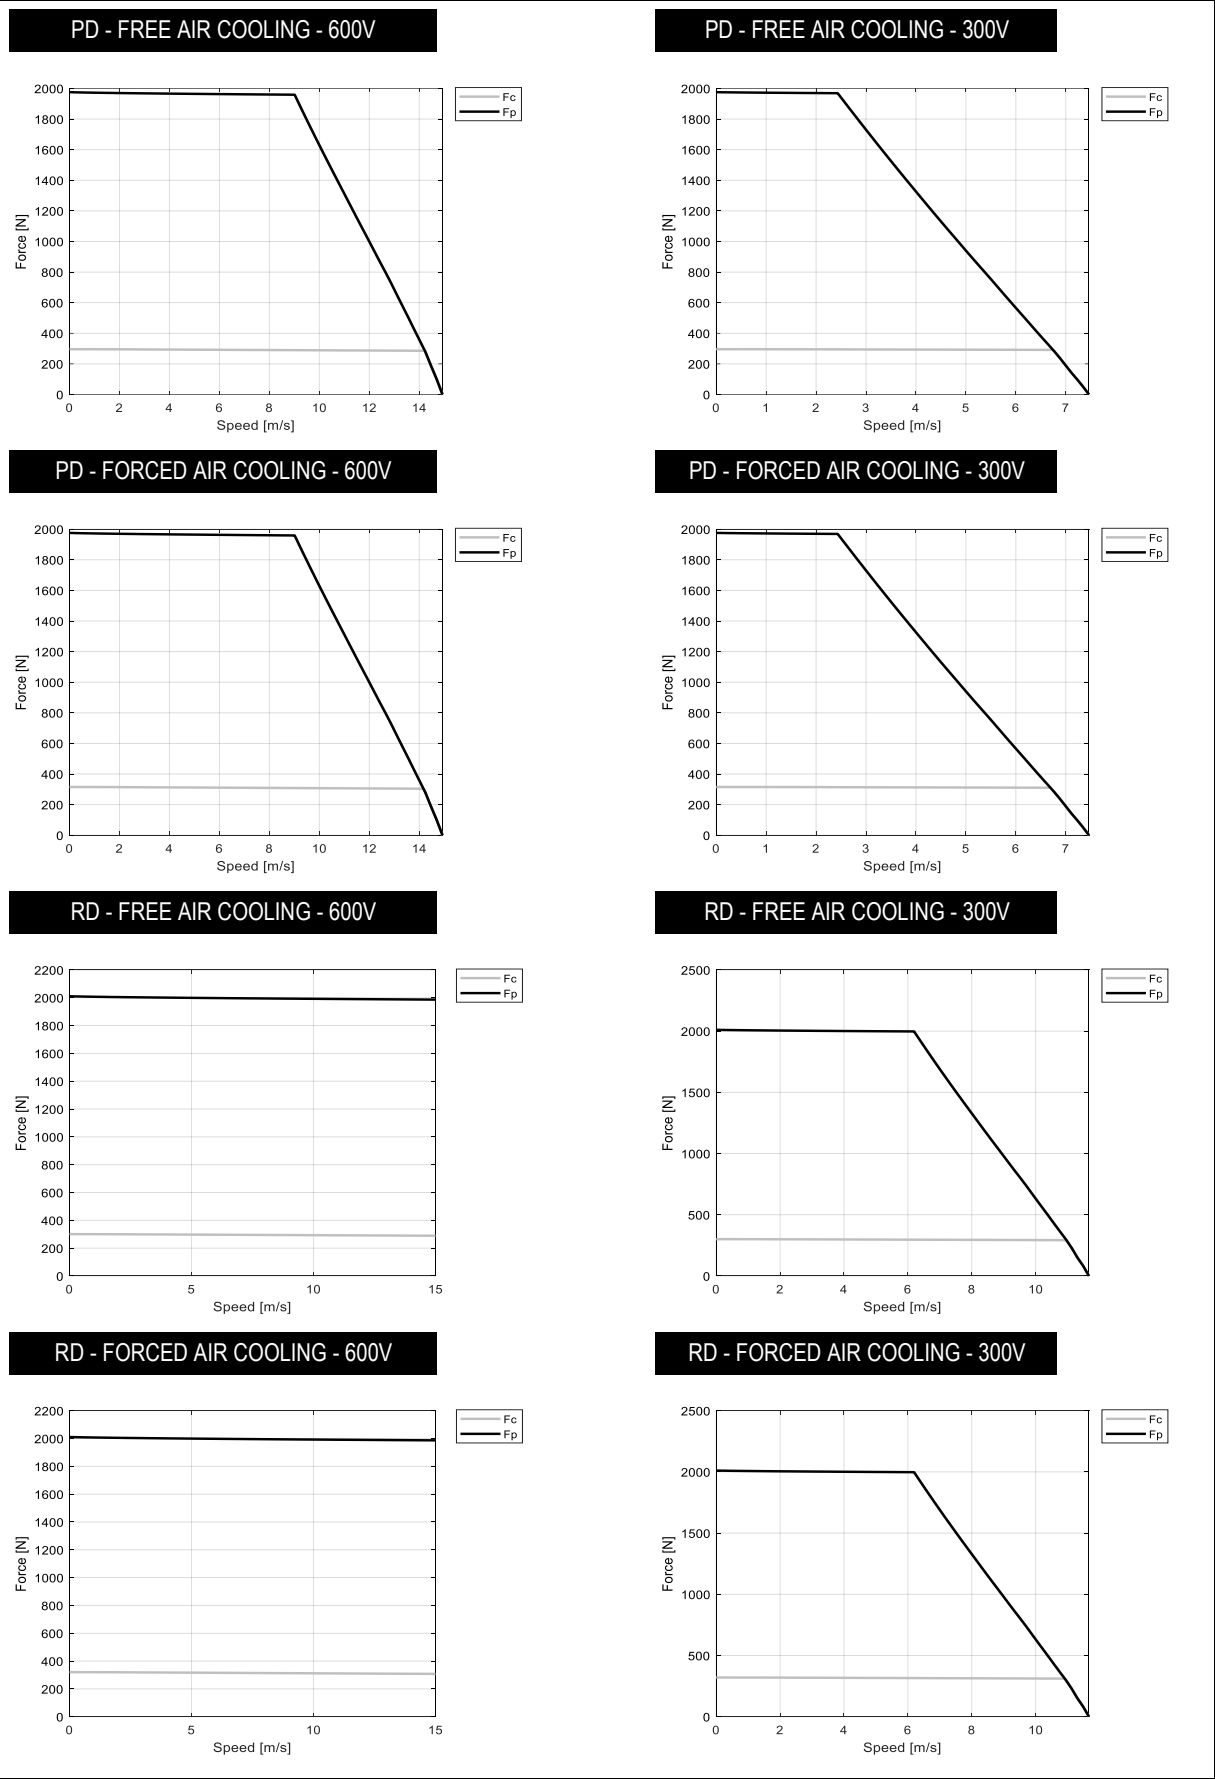 PD - FREE AIR COOLING - 600V
2000
1800
1600
1400
1200
1000
800
600
400
200
0
Force [N]
0 2 4 6 8 10 12 14
Speed [m/s]
Fc
Fp
PD - FREE AIR COOLING - 300V
2000
1800
1600
1400
1200
1000
800
600
400
200
0
Force [N]
0 1 2 3 4 5 6 7
Speed [m/s]
Fc
Fp
PD - FORCED AIR COOLING - 600V
2000
1800
1600
1400
1200
1000
800
600
400
200
0
Force [N]
0 2 4 6 8 10 12 14
Speed [m/s]
Fc
Fp
PD - FORCED AIR COOLING - 300V
2000
1800
1600
1400
1200
1000
800
600
400
200
0
Force [N]
0 1 2 3 4 5 6 7
Speed [m/s]
Fc
Fp
RD - FREE AIR COOLING - 600V
2200
2000
1800
1600
1400
1200
1000
800
600
400
200
0
Force [N]
0 5 10 15
Speed [m/s]
Fc
Fp
RD - FREE AIR COOLING - 300V
2500
2000
1500
1000
500
0
Force [N]
0 2 4 6 8 10
Speed [m/s]
Fc
Fp
RD - FORCED AIR COOLING - 600V
2200
2000
1800
1600
1400
1200
1000
800
600
400
200
0
Force [N]
0 5 10 15
Speed [m/s]
Fc
Fp
RD - FORCED AIR COOLING - 300V
2500
2000
1500
1000
500
0
Force [N]
0 2 4 6 8 10
Speed [m/s]
Fc
Fp